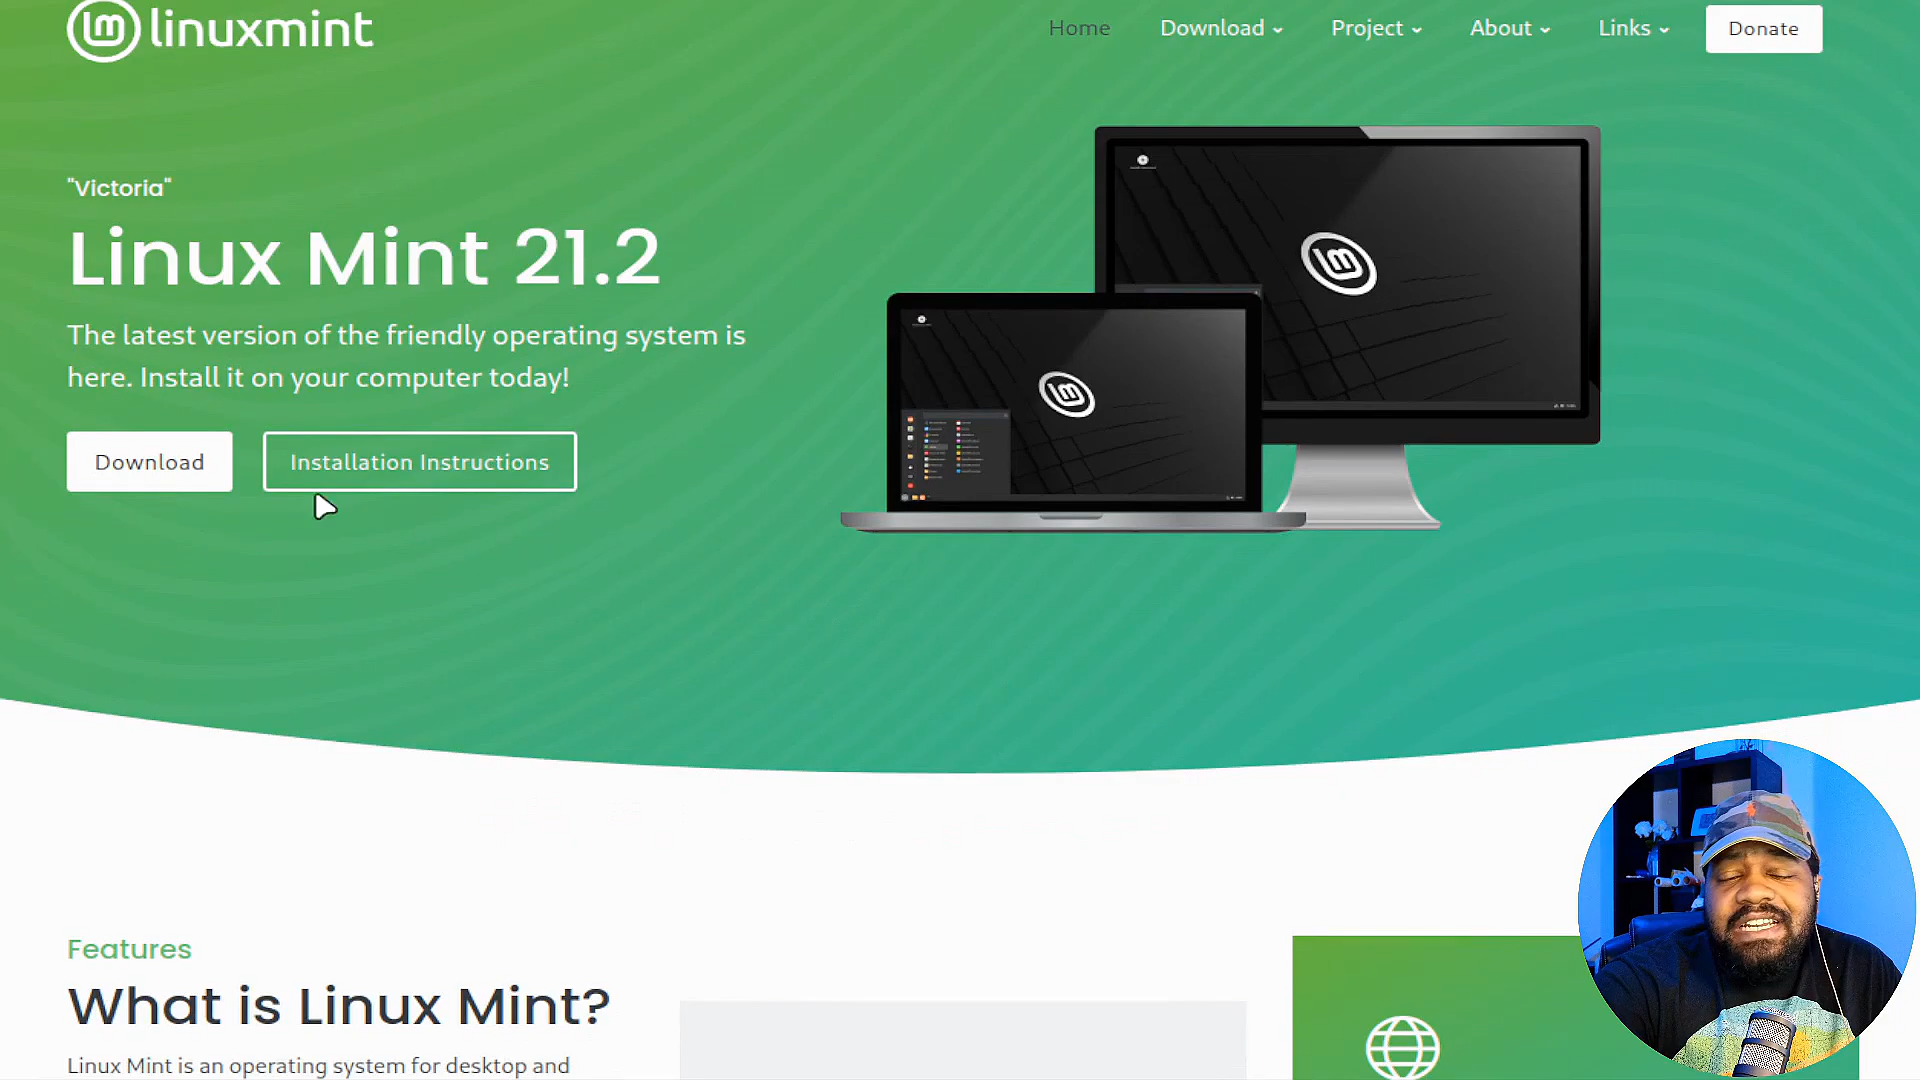 linuxmint
Home
Download
Project
About
Links
Donate
"Victoria"
Linux Mint 21.2
The latest version of the friendly operating system is
here. Install it on your computer today!
Download
Installation Instructions
Features
What is Linux Mint?
Linux Mint is an operating system for desktop and